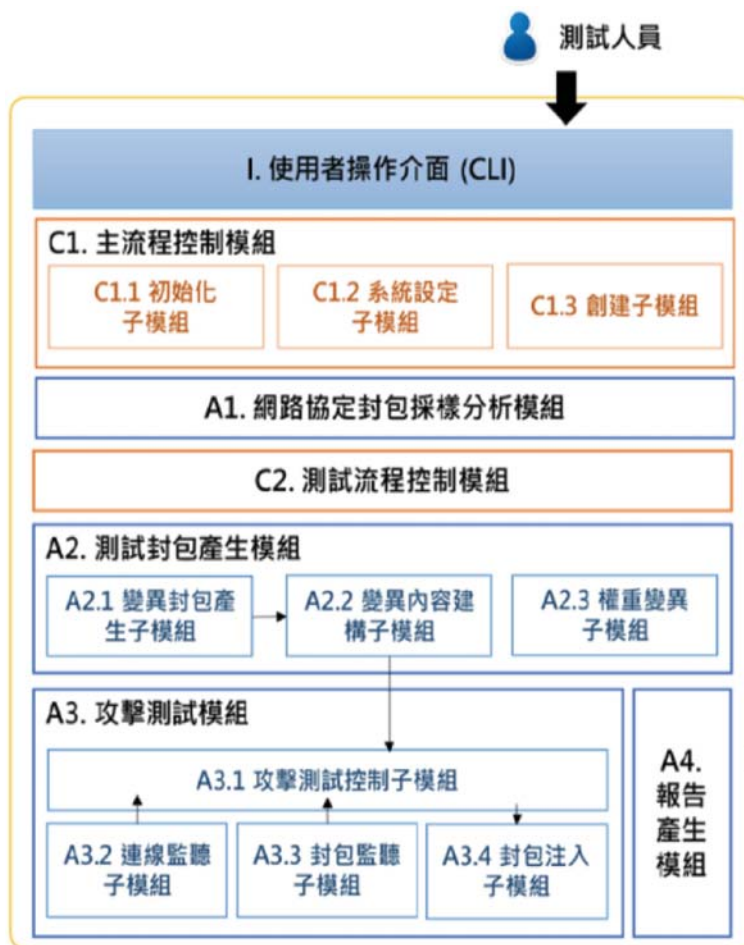 測試人員
I. 使用者操作介面 (CLI)
C1. 主流程控制模組
C1.1 初始化
子模組
C1.2 系統設定
子模組
C1.3 創建子模組
A1. 網路協定封包採樣分析模組
C2. 測試流程控制模組
A2. 測試封包產生模組
A2.1 變異封包產
生子模組
A2.2 變異內容建
構子模組
A2.3 權重變異
子模組
A3. 攻擊測試模組
A3.1 攻擊測試控制子模組
A3.2 連線監聽
子模組
A3.3 封包監聽
子模組
A3.4 封包注入
子模組
A4.
報告
產生
模組